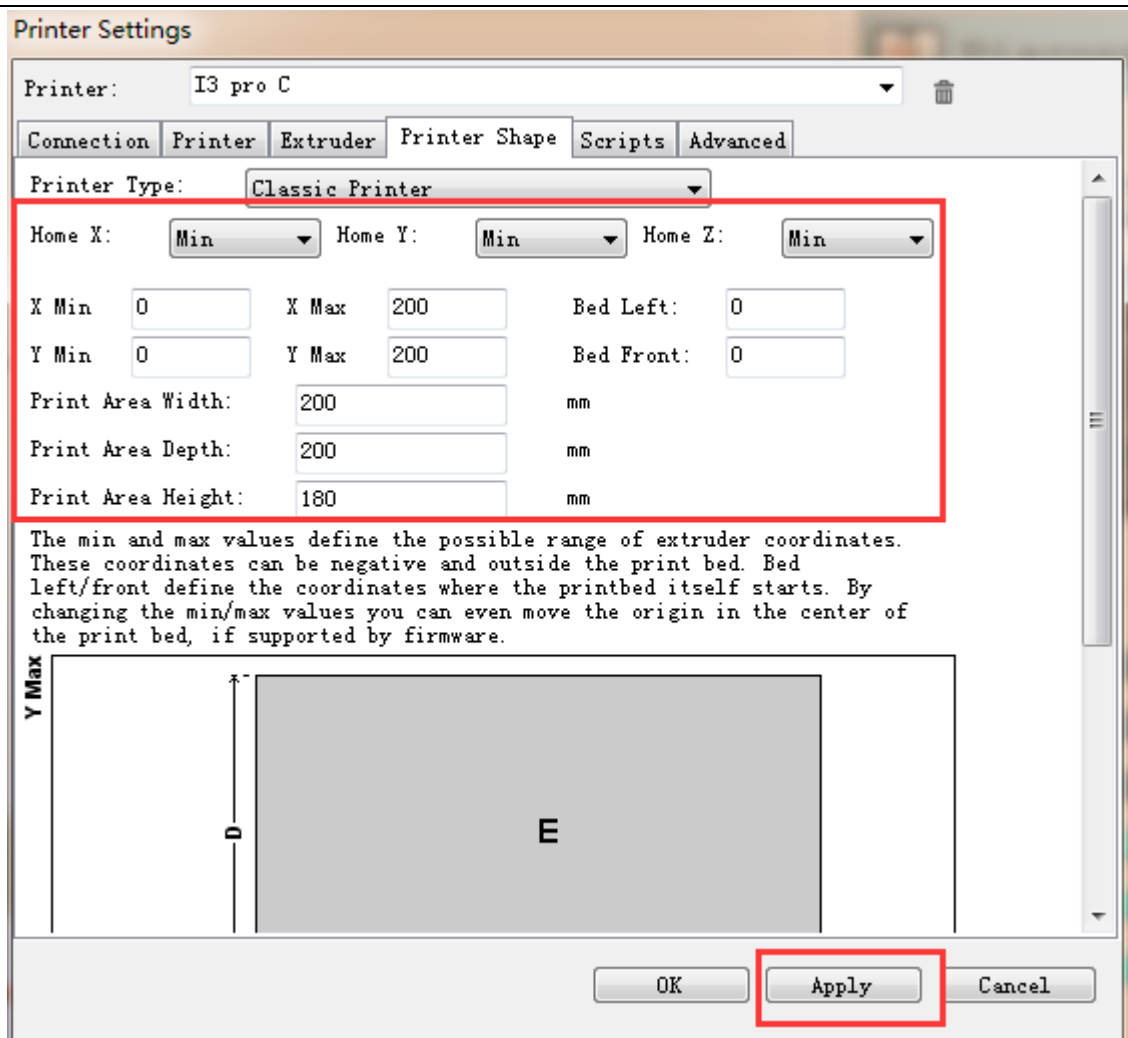 Printer Settings
Printer: I3 pro C
Connection Printer Extruder Printer Shape Scripts Advanced
Printer Type: Classic Printer
Home X: Min Home Y: Min Home Z: Min
X Min 0 X Max 200 Bed Left: 0
Y Min 0 Y Max 200 Bed Front: 0
Print Area Width: 200 mm
Print Area Depth: 200 mm
Print Area Height: 180 mm
The min and max values define the possible range of extruder coordinates.
These coordinates can be negative and outside the print bed. Bed
left/front define the coordinates where the printbed itself starts. By
changing the min/max values you can even move the origin in the center of
the print bed, if supported by firmware.
Y Max
D
E
OK Apply Cancel